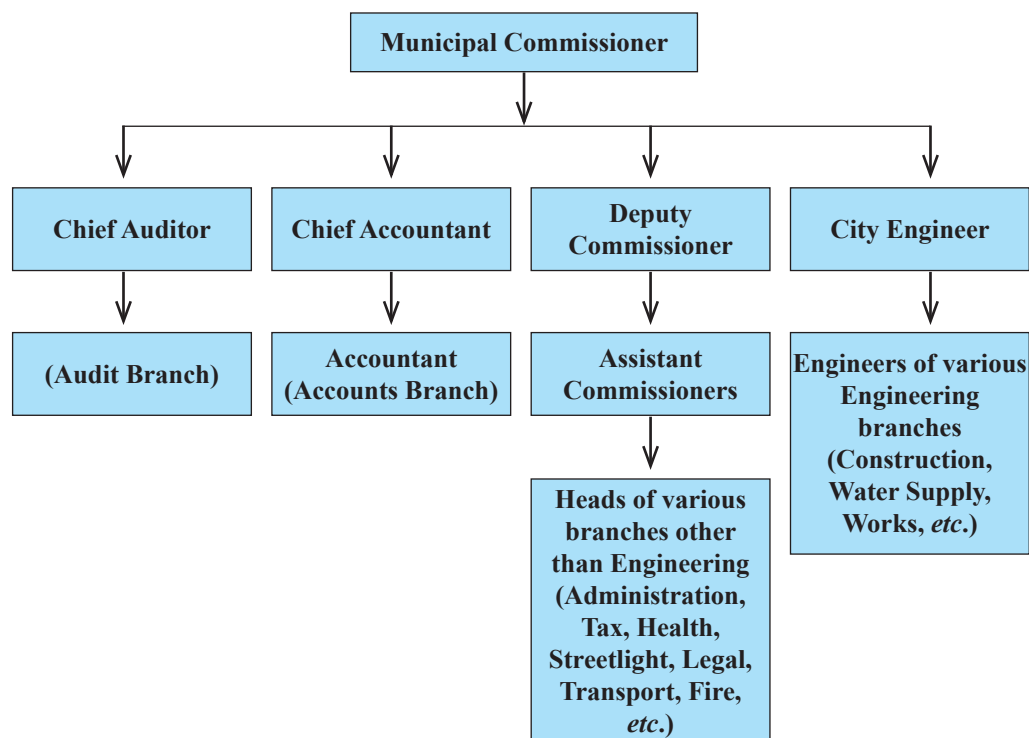 Municipal Commissioner
Chief Auditor
Chief Accountant
Deputy
Commissioner
City Engineer
(Audit Branch)
Accountant
(Accounts Branch)
Assistant
Commissioners
Engineers of various
Engineering
branches
(Construction,
Water Supply,
Works, etc.)
Heads of various
branches other
than Engineering
(Administration,
Tax, Health,
Streetlight, Legal,
Transport, Fire,
etc.)